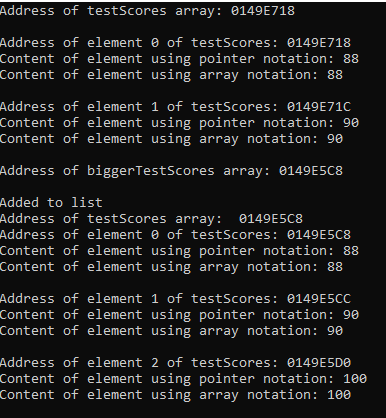 Address of testScores array: 0149E718
Address of element 0 of testScores: 0149E718
Content of element using pointer notation: 88
Content of element using array notation: 88
Address of element 1 of testScores: 0149E71C
Content of element using pointer notation: 90
Content of element using array notation: 90
Address of biggerTestScores array: 0149E5C8
Added to list
Address of testScores array:  0149E5C8
Address of element 0 of testScores: 0149E5C8
Content of element using pointer notation: 88
Content of element using array notation: 88
Address of element 1 of testScores: 0149E5CC
Content of element using pointer notation: 90
Content of element using array notation: 90
Address of element 2 of testScores: 0149E5D0
Content of element using pointer notation: 100
Content of element using array notation: 100